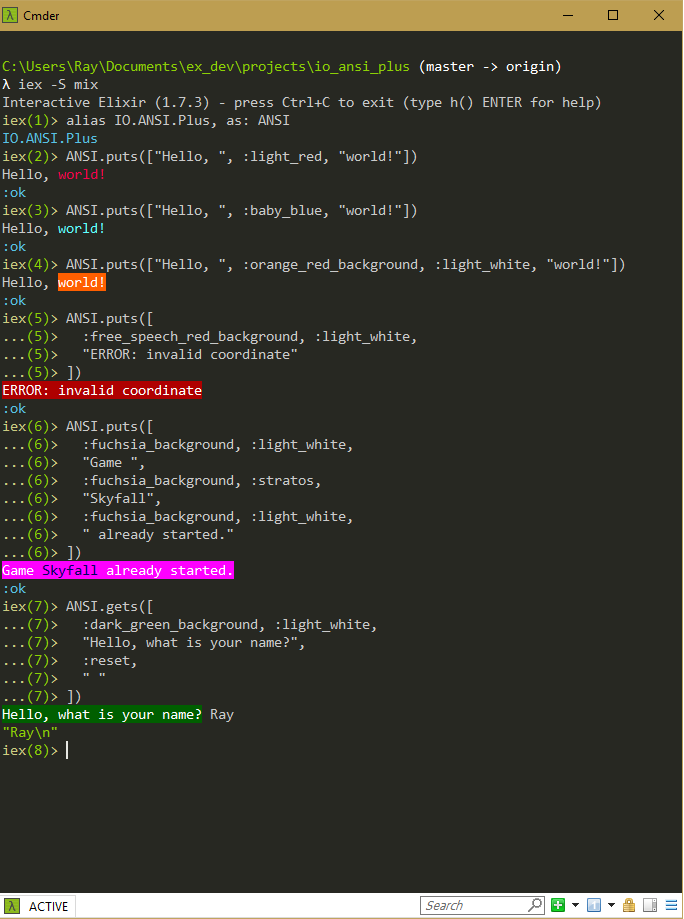 λ Cmder
C:\Users\Ray\Documents\ex_dev\projects\io_ansi_plus (master -> origin)
λ iex -S mix
Interactive Elixir (1.7.3) - press Ctrl+C to exit (type h() ENTER for help)
iex(1)> alias IO.ANSI.Plus, as: ANSI
IO.ANSI.Plus
iex(2)> ANSI.puts(["Hello, ", :light_red, "world!"])
Hello, world!
:ok
iex(3)> ANSI.puts(["Hello, ", :baby_blue, "world!"])
Hello, world!
:ok
iex(4)> ANSI.puts(["Hello, ", :orange_red_background, :light_white, "world!"])
Hello, world!
:ok
iex(5)> ANSI.puts([
...(5)>   :free_speech_red_background, :light_white,
...(5)>   "ERROR: invalid coordinate"
...(5)> ])
ERROR: invalid coordinate
:ok
iex(6)> ANSI.puts([
...(6)>   :fuchsia_background, :light_white,
...(6)>   "Game ",
...(6)>   :fuchsia_background, :stratos,
...(6)>   "Skyfall",
...(6)>   :fuchsia_background, :light_white,
...(6)>   " already started."
...(6)> ])
Game Skyfall already started.
:ok
iex(7)> ANSI.gets([
...(7)>   :dark_green_background, :light_white,
...(7)>   "Hello, what is your name?",
...(7)>   :reset,
...(7)>   " "
...(7)> ])
Hello, what is your name? Ray
"Ray\n"
iex(8)>
λ ACTIVE
Search